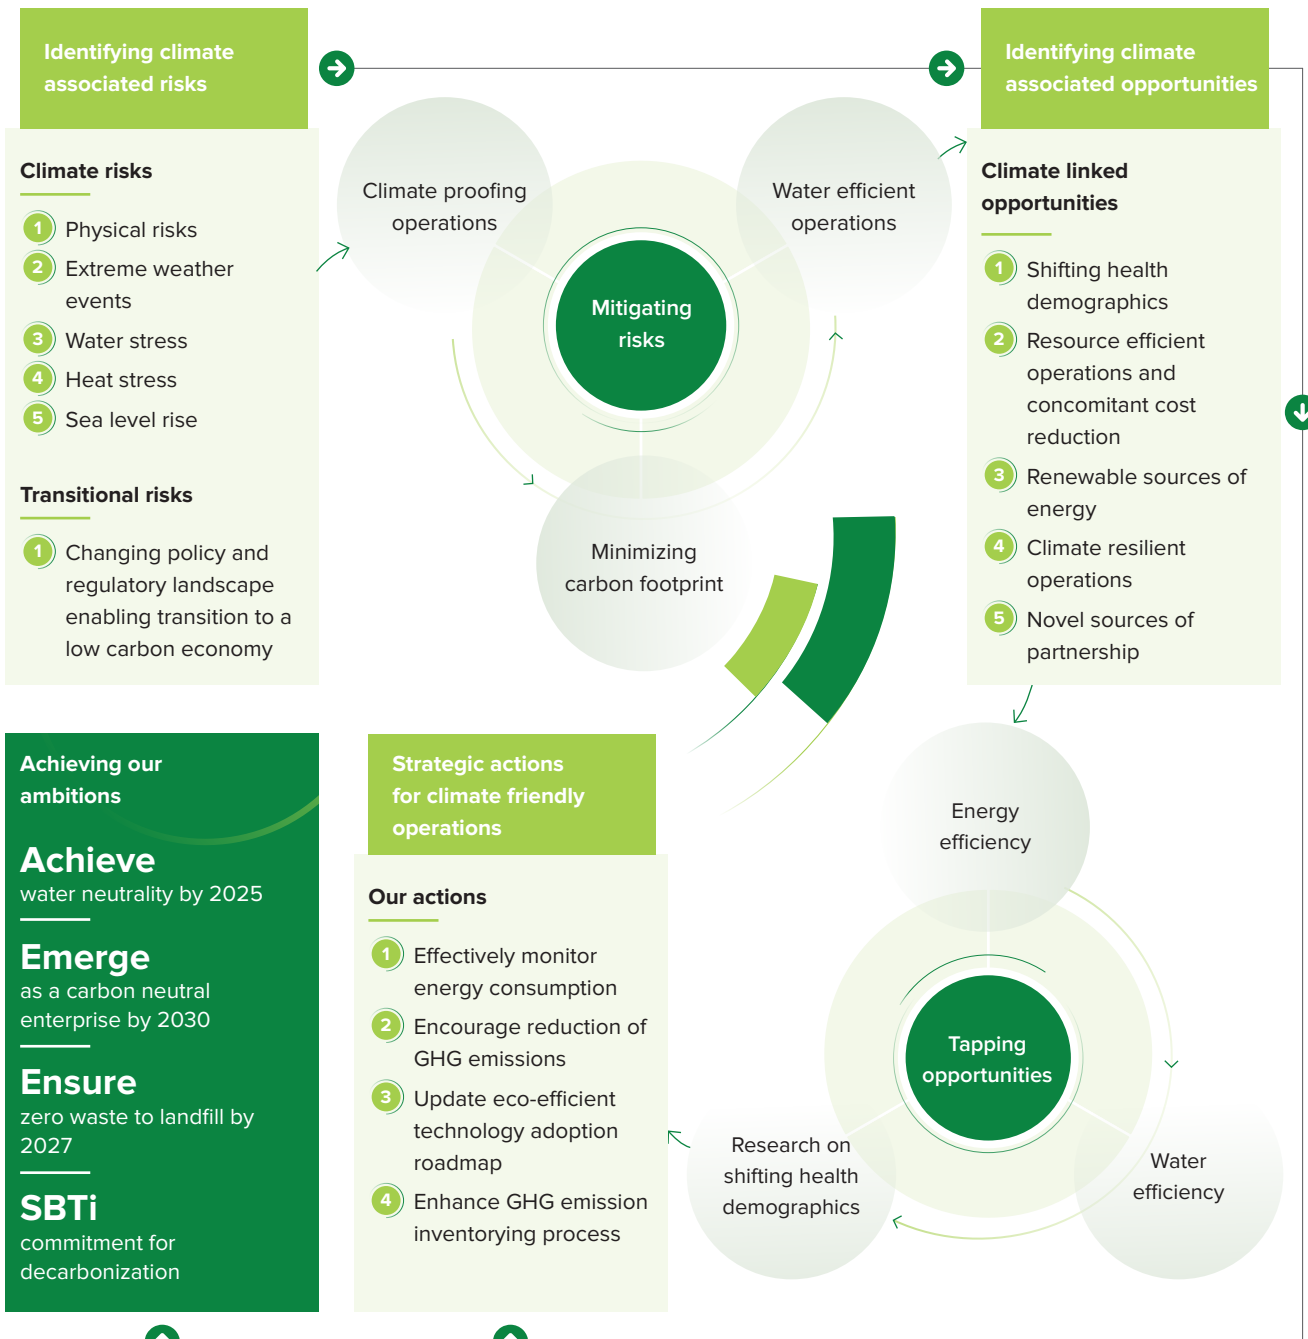 Identifying climate
associated risks
Climate risks
1 Physical risks
2 Extreme weather
events
3 Water stress
4 Heat stress
5 Sea level rise
Transitional risks
1 Changing policy and
regulatory landscape
enabling transition to a
low carbon economy
Climate proofing
operations
Water efficient
operations
Mitigating
risks
Minimizing
carbon footprint
Identifying climate
associated opportunities
Climate linked
opportunities
1 Shifting health
demographics
2 Resource efficient
operations and
concomitant cost
reduction
3 Renewable sources of
energy
4 Climate resilient
operations
5 Novel sources of
partnership
Energy
efficiency
Tapping
opportunities
Water
efficiency
Research on
shifting health
demographics
Strategic actions
for climate friendly
operations
Our actions
1 Effectively monitor
energy consumption
2 Encourage reduction of
GHG emissions
3 Update eco-efficient
technology adoption
roadmap
4 Enhance GHG emission
inventorying process
Achieving our
ambitions
Achieve
water neutrality by 2025
Emerge
as a carbon neutral
enterprise by 2030
Ensure
zero waste to landfill by
2027
SBTi
commitment for
decarbonization